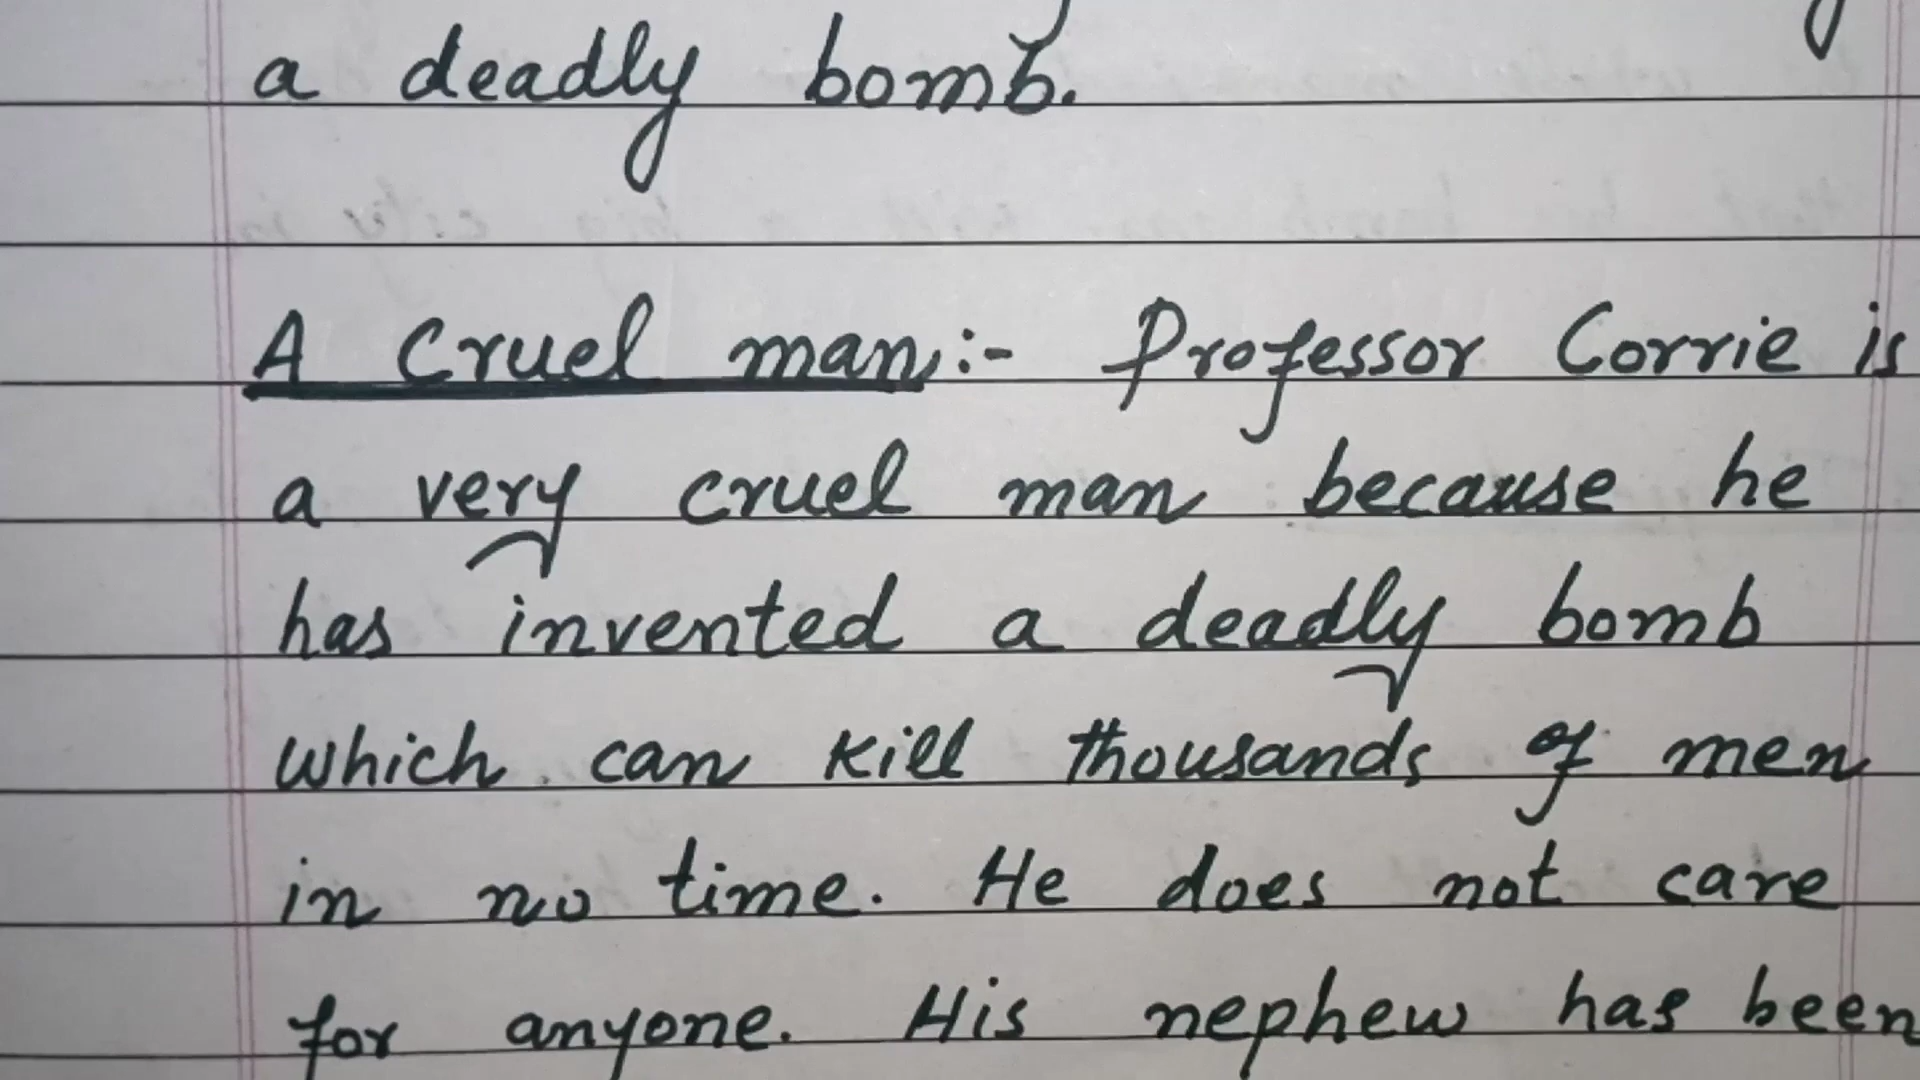 a deadly bomb.
A Cruel man:- Professor Corrie is
a very cruel man because he
has invented a deadly bomb
which can kill thousands of men
in no time. He does not care
for anyone. His nephew has been